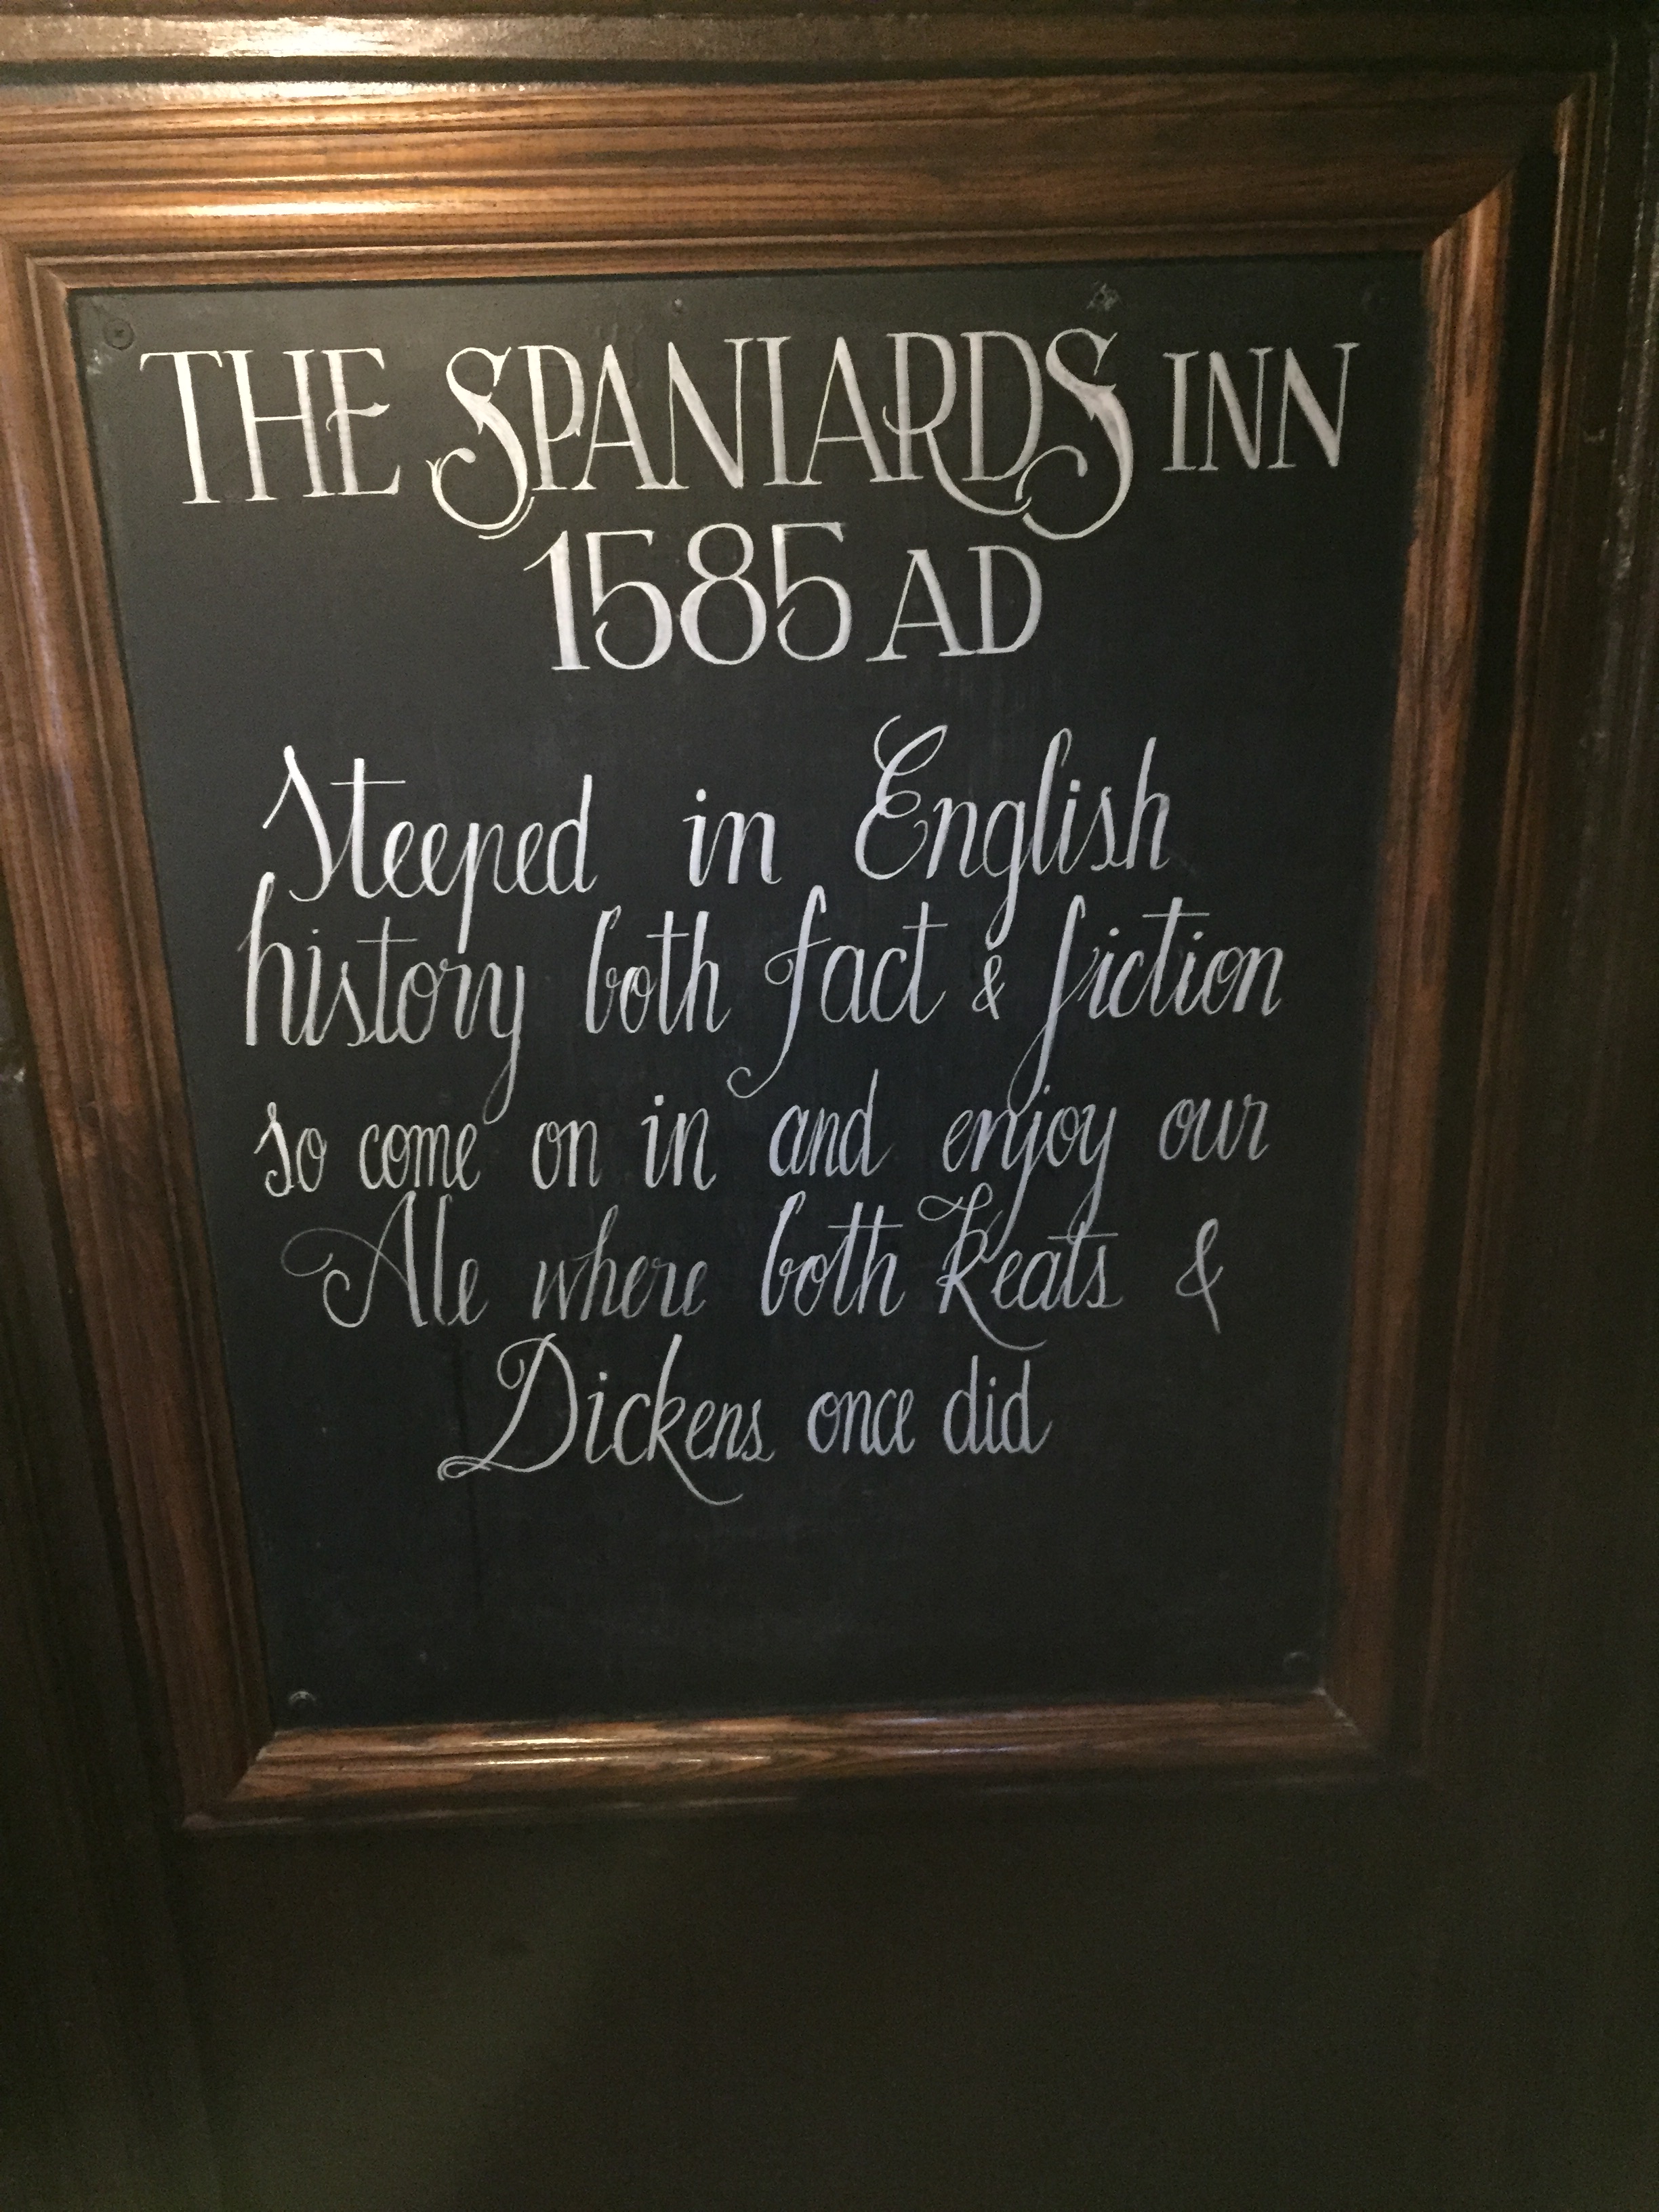 THE SPANIARDS INN
1585 AD
Steeped in English
history both fact & fiction
so come on in and enjoy our
Ale where both Keats &
Dickens once did